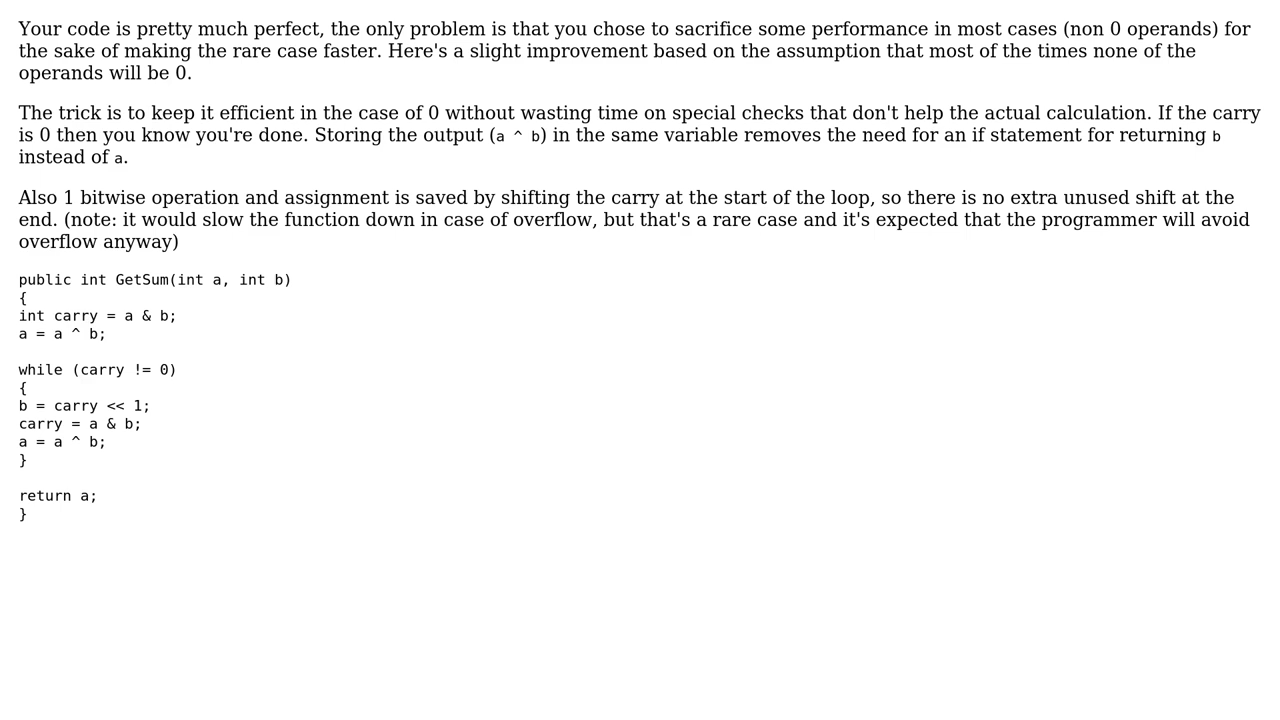 Your code is pretty much perfect, the only problem is that you chose to sacrifice some performance in most cases (non 0 operands) for
the sake of making the rare case faster. Here's a slight improvement based on the assumption that most of the times none of the
operands will be 0.
The trick is to keep it efficient in the case of 0 without wasting time on special checks that don't help the actual calculation. If the carry
is 0 then you know you're done. Storing the output (a ^ b) in the same variable removes the need for an if statement for returning b
instead of a.
Also 1 bitwise operation and assignment is saved by shifting the carry at the start of the loop, so there is no extra unused shift at the
end. (note: it would slow the function down in case of overflow, but that's a rare case and it's expected that the programmer will avoid
overflow anyway)
public int GetSum(int a, int b)
{
int carry = a & b;
a = a ^ b;
while (carry != 0)
{
b = carry << 1;
carry = a & b;
a = a ^ b;
}
return a;
}